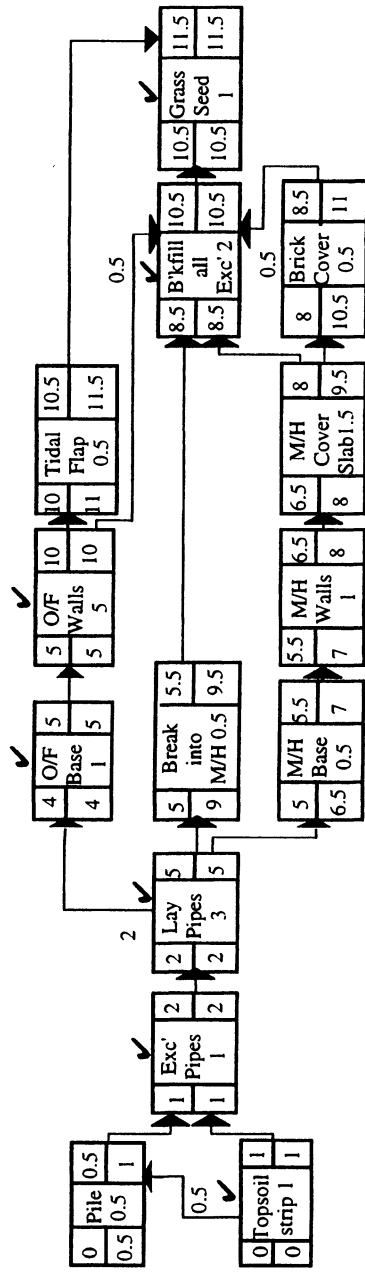 0
0.5
Pile
0.5
0.5
1
0.5
0
0
Topsoil
strip 1
1
1
1
1
Exc'
Pipes
1
2
2
2
2
Lay
Pipes
3
5
5
2
4
4
O/F
Base
1
5
5
5
5
O/F
Walls
5
10
10
10
11
Tidal
Flap
0.5
10.5
11.5
0.5
5
9
Break
into
M/H 0.5
5.5
9.5
5
6.5
M/H
Base
0.5
5.5
7
5.5
7
M/H
Walls
1
6.5
8
6.5
8
M/H
Cover
Slab1.5
8
9.5
8
10.5
Brick
Cover
0.5
8.5
11
0.5
8.5
8.5
B'kfill
all
Exc' 2
10.5
10.5
10.5
10.5
Grass
Seed
1
11.5
11.5